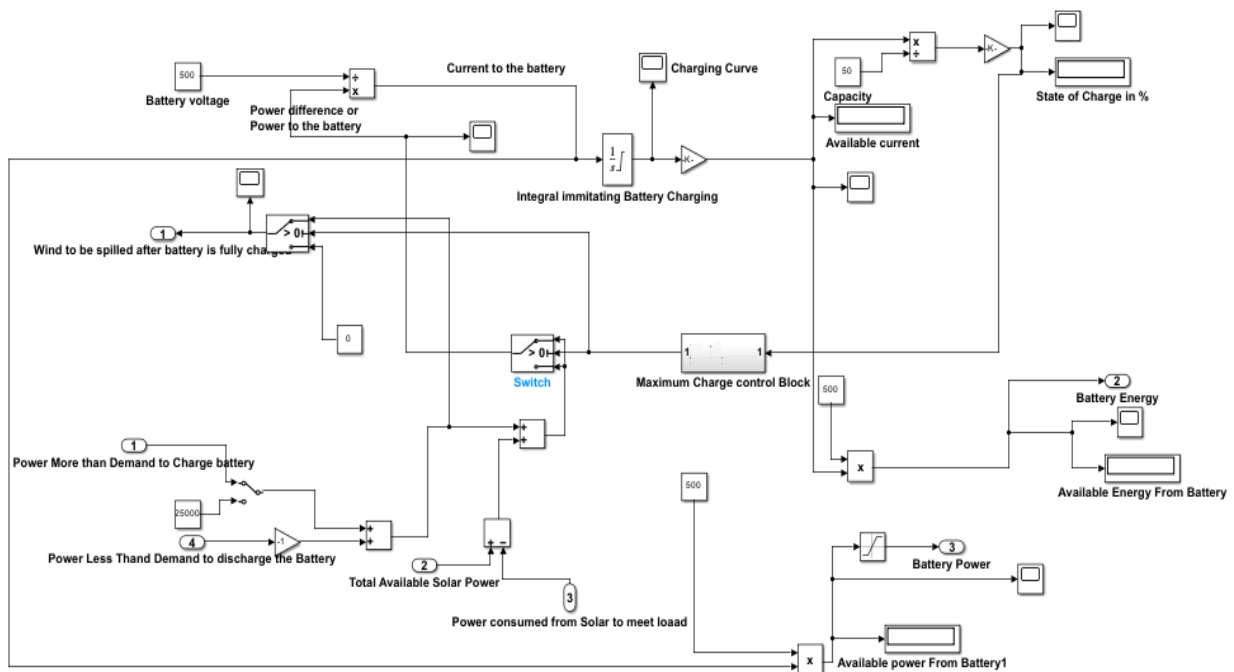 500
Battery voltage
÷
x
Power difference or
Power to the battery
Current to the battery
Charging Curve
1
s
Integral immitating Battery Charging
-K-
x
÷
50
Capacity
-K-
State of Charge in %
Available current
> 0
1
Wind to be spilled after battery is fully charged
0
> 0
Switch
1
1
Maximum Charge control Block
500
2
Battery Energy
x
Available Energy From Battery
1
Power More than Demand to Charge battery
25000
4
-1
Power Less Thand Demand to discharge the Battery
+
+
+
+
+ −
2
Total Available Solar Power
3
Power consumed from Solar to meet loaad
500
3
Battery Power
x
Available power From Battery1